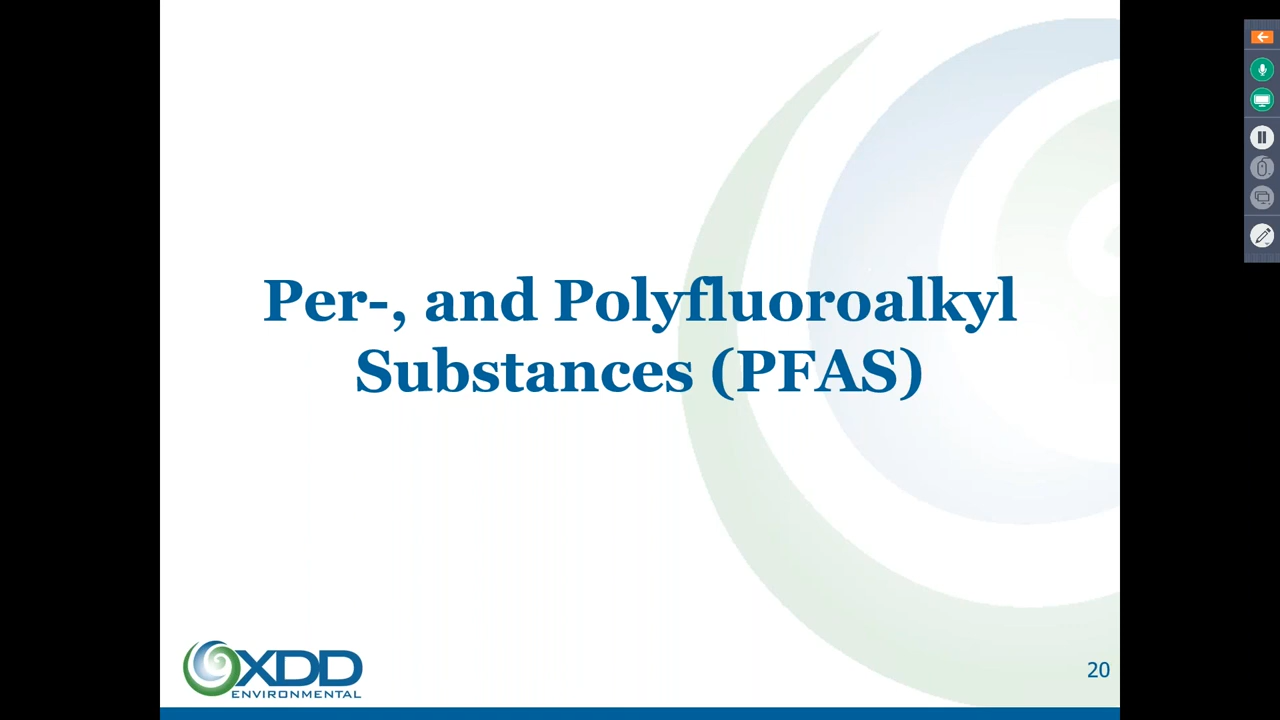 Per-, and Polyfluoroalkyl
Substances (PFAS)
XDD
ENVIRONMENTAL
20